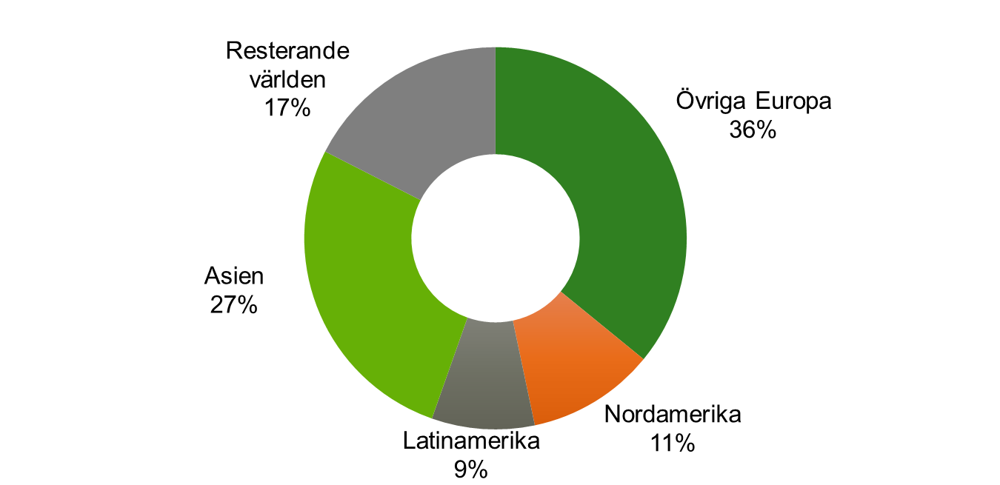 Resterande
världen
17%
Övriga Europa
36%
Asien
27%
Nordamerika
11%
Latinamerika
9%